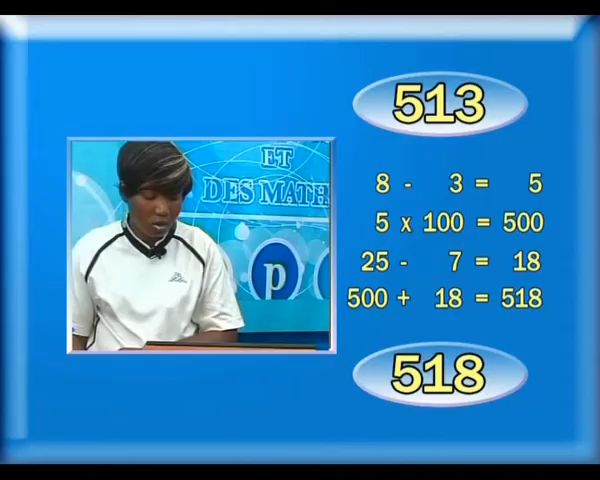 513
ET
DES MATH
p
8 - 3 = 5
5 x 100 = 500
25 - 7 = 18
500 + 18 = 518
518